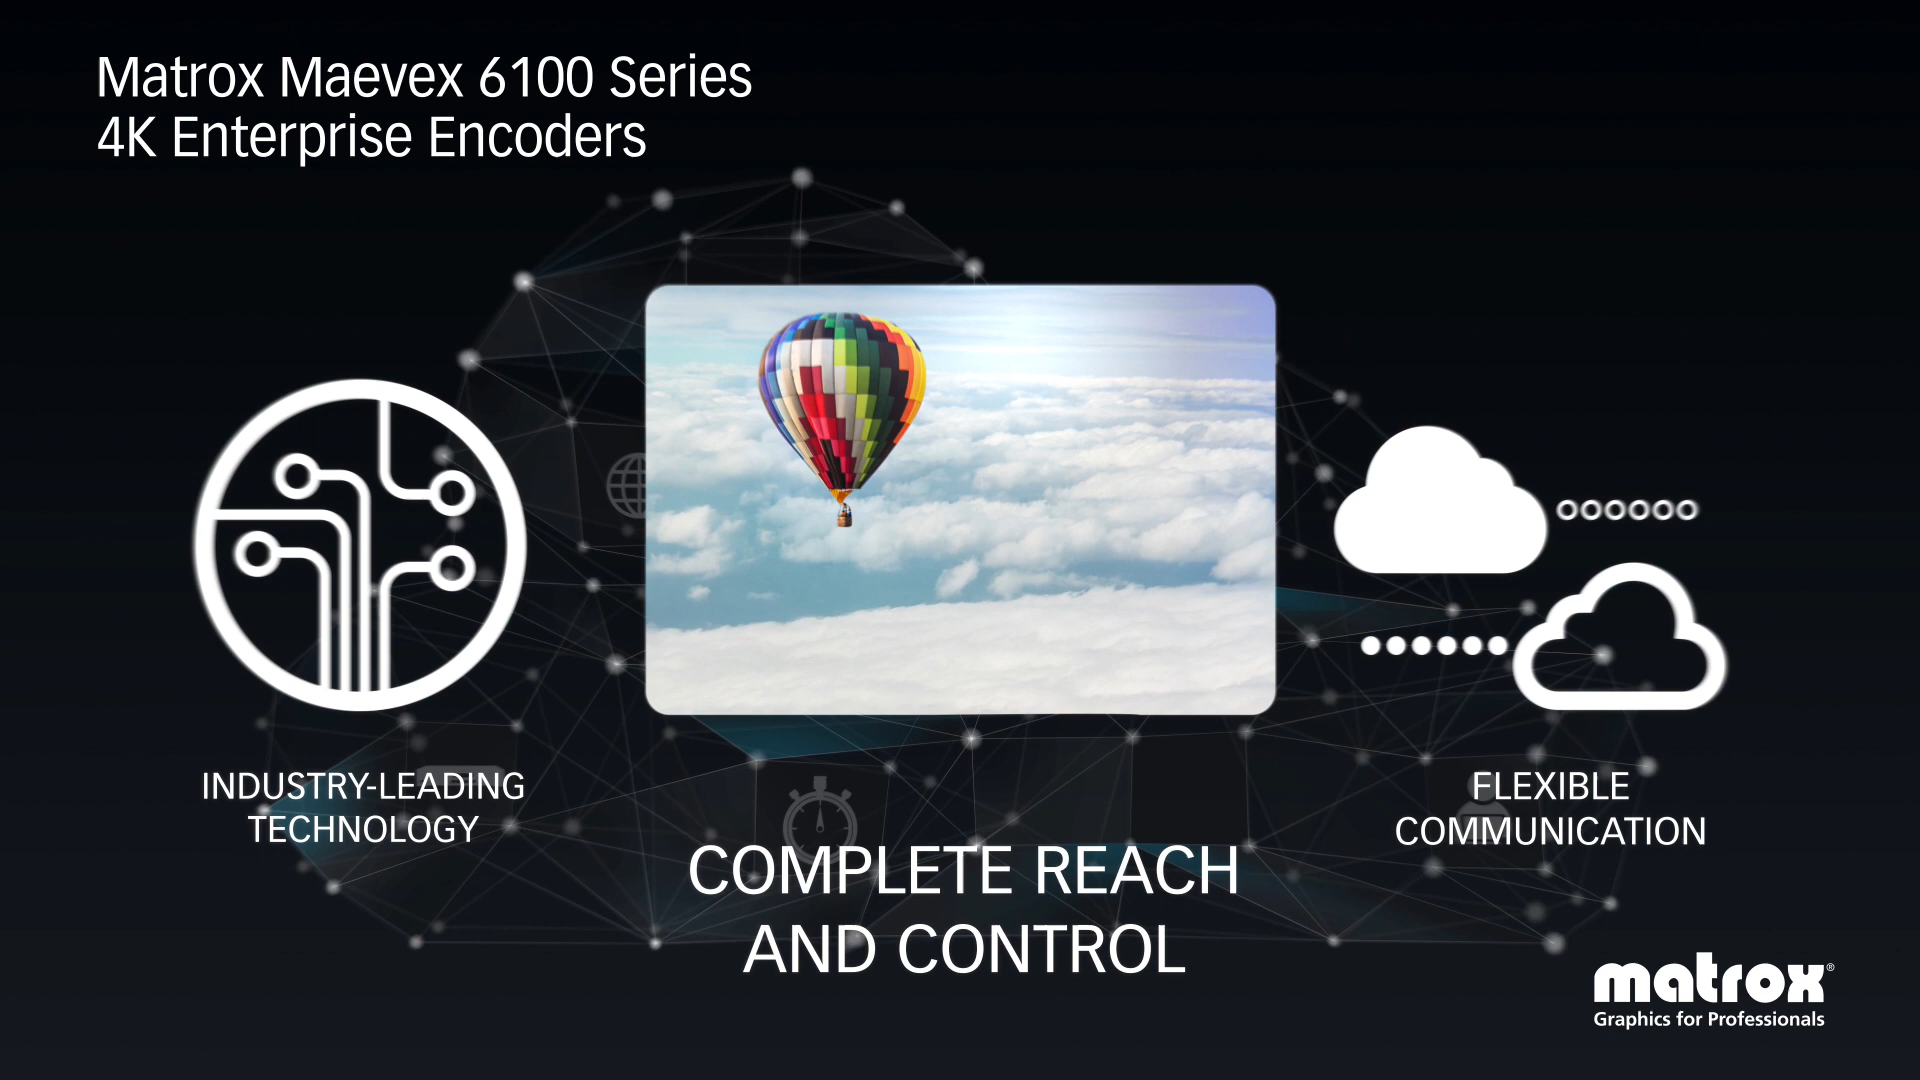 Matrox Maevex 6100 Series
4K Enterprise Encoders
INDUSTRY-LEADING
TECHNOLOGY
COMPLETE REACH
AND CONTROL
FLEXIBLE
COMMUNICATION
matrox®
Graphics for Professionals